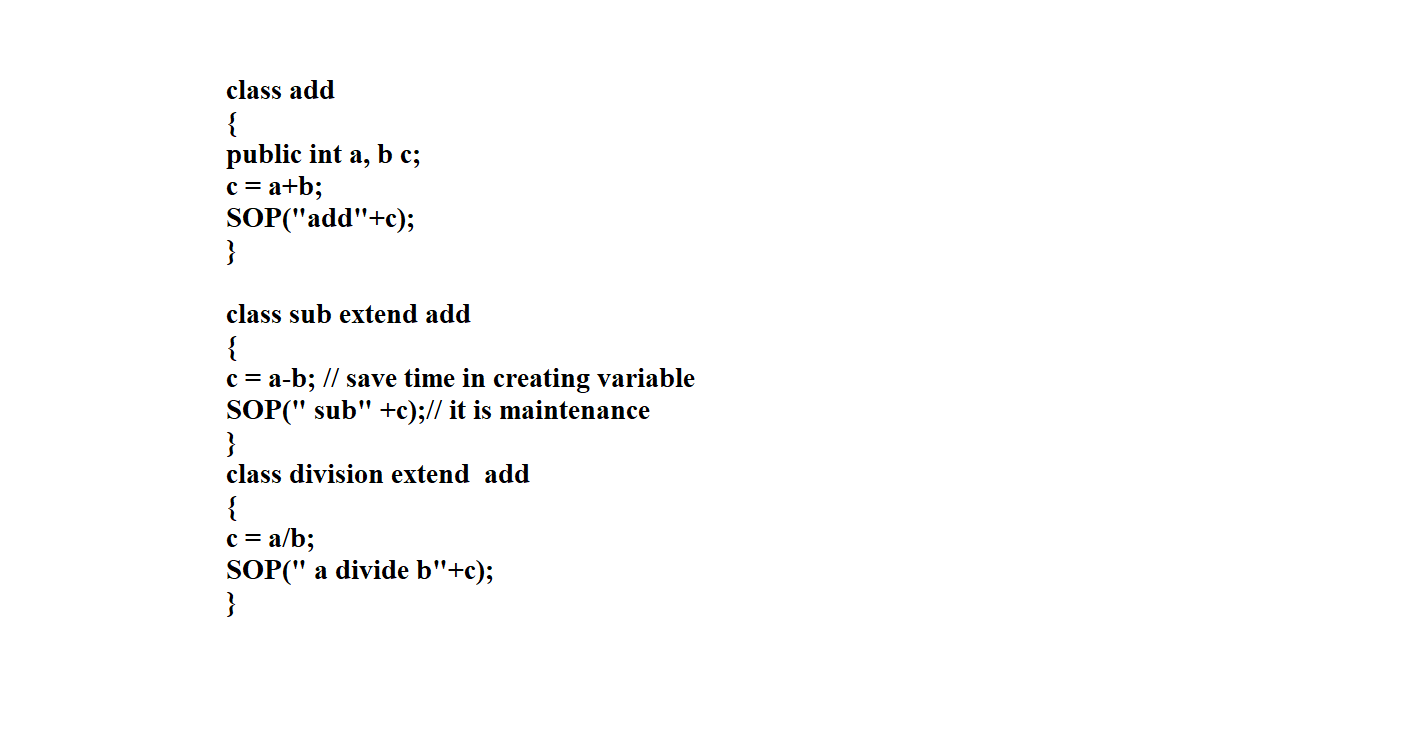 class add
{
public int a, b c;
c = a+b;
SOP("add"+c);
}
class sub extend add
{
c = a-b; // save time in creating variable
SOP(" sub" +c);// it is maintenance
}
class division extend  add
{
c = a/b;
SOP(" a divide b"+c);
}